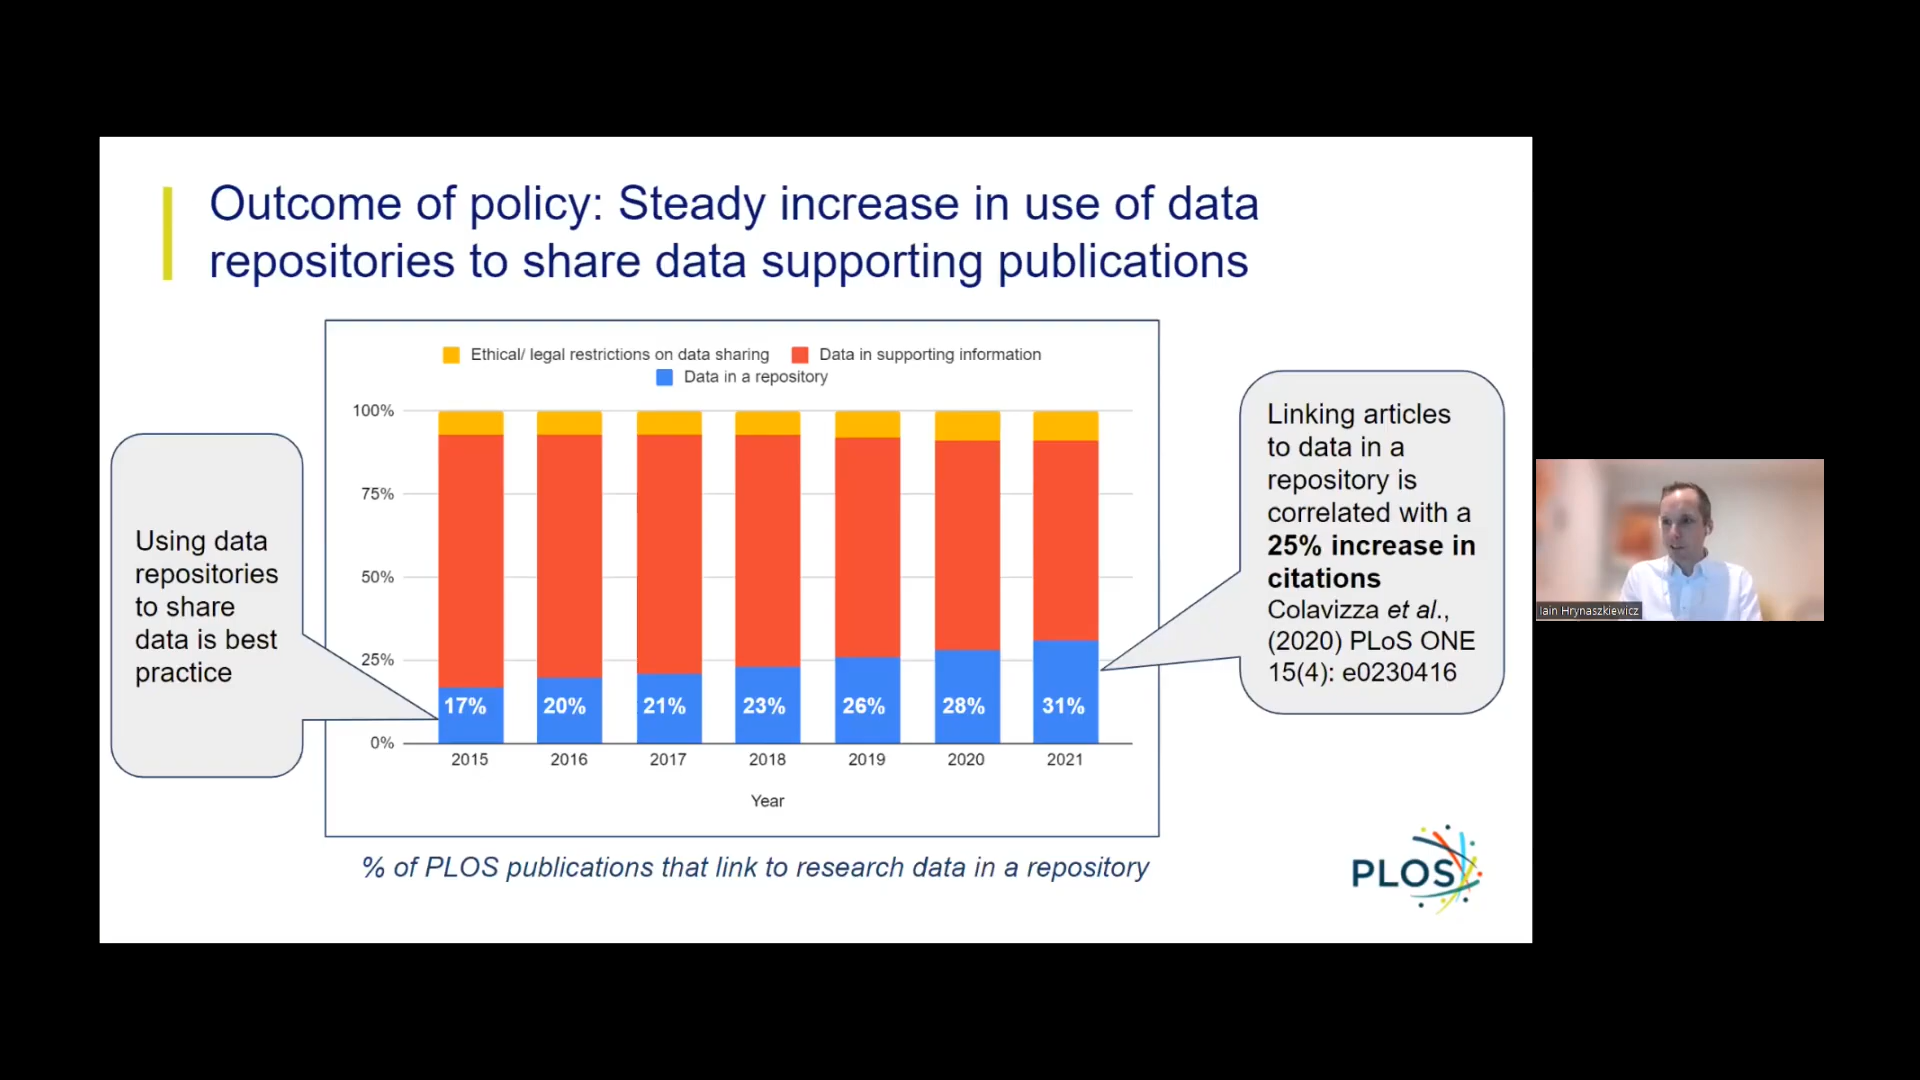 Outcome of policy: Steady increase in use of data
repositories to share data supporting publications
Using data
repositories
to share
data is best
practice
Ethical/ legal restrictions on data sharing
Data in supporting information
Data in a repository
100%
75%
50%
25%
0%
17%
20%
21%
23%
26%
28%
31%
2015
2016
2017
2018
2019
2020
2021
Year
% of PLOS publications that link to research data in a repository
Linking articles
to data in a
repository is
correlated with a
25% increase in
citations
Colavizza et al.,
(2020) PLoS ONE
15(4): e0230416
PLOS
Iain Hrynaszkiewicz